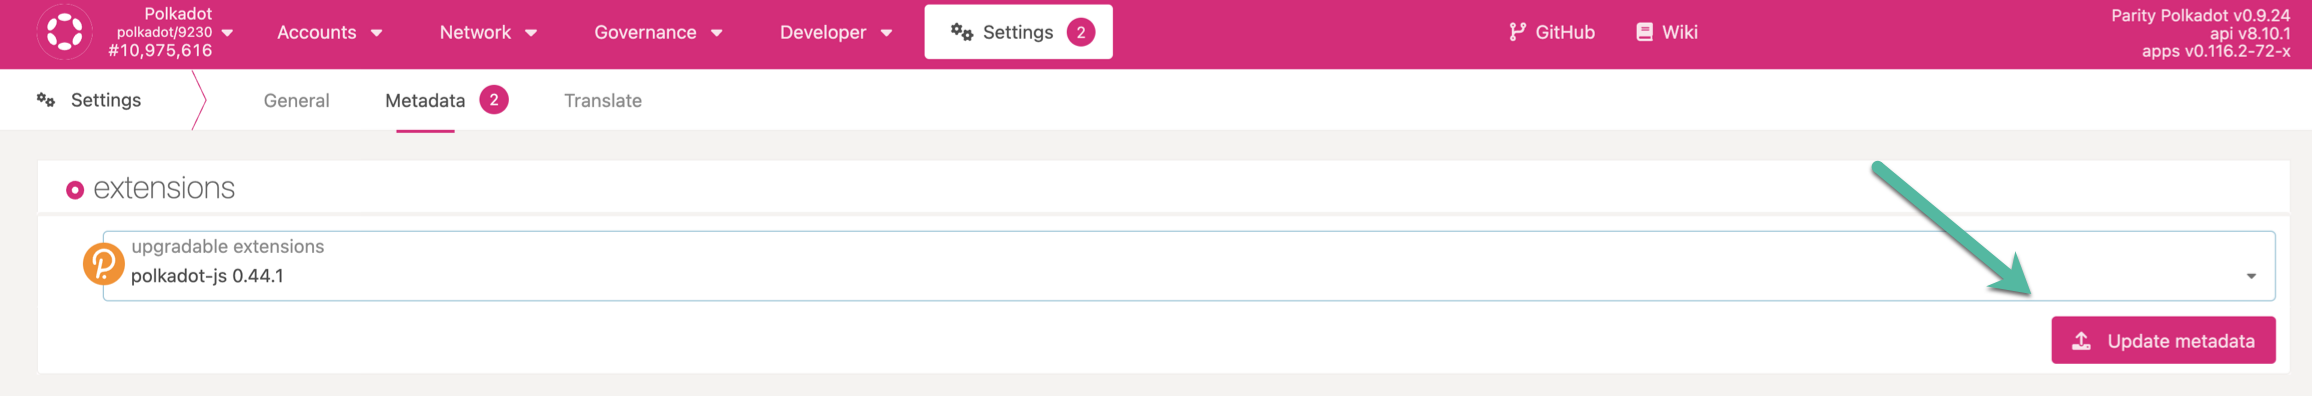 Polkadot
polkadot/9230
#10,975,616
Accounts
Network
Governance
Developer
Settings 2
GitHub
Wiki
Parity Polkadot v0.9.24
api v8.10.1
apps v0.116.2-72-x
Settings
General
Metadata 2
Translate
extensions
upgradable extensions
polkadot-js 0.44.1
Update metadata